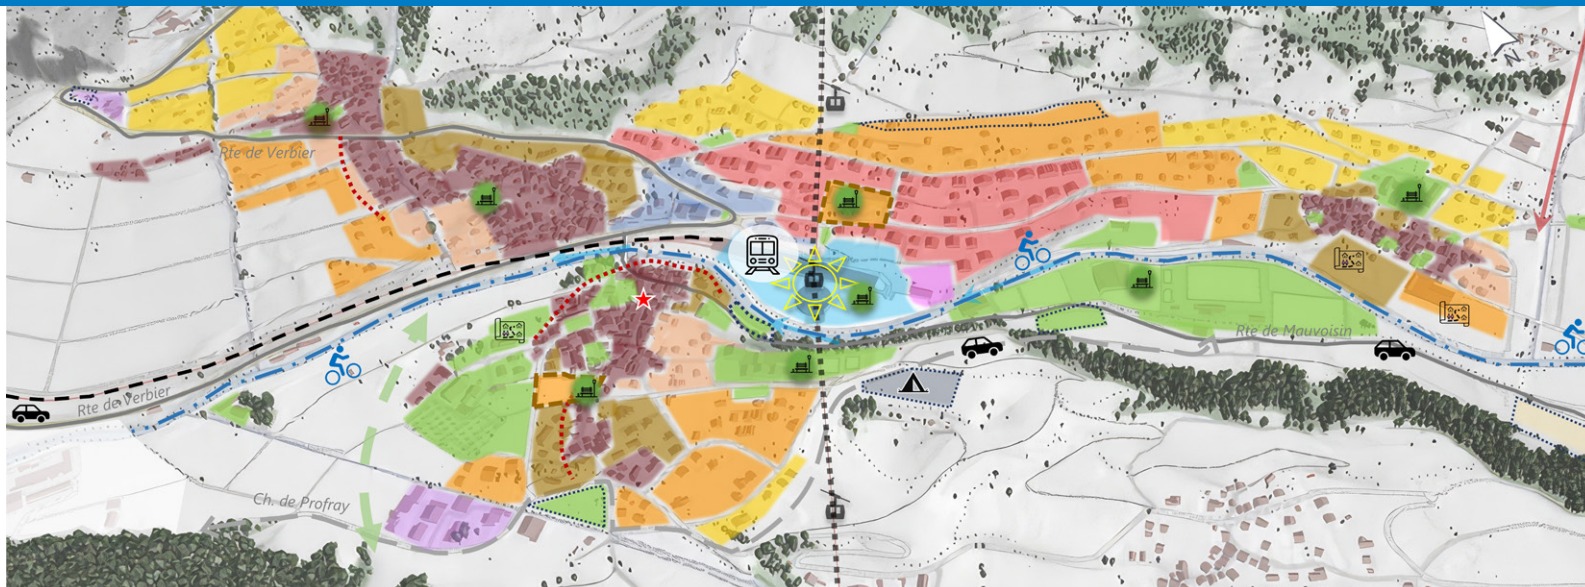 Rte de Verbier
Rte de Mauvoisin
Rte de Verbier
Ch. de Profray
N